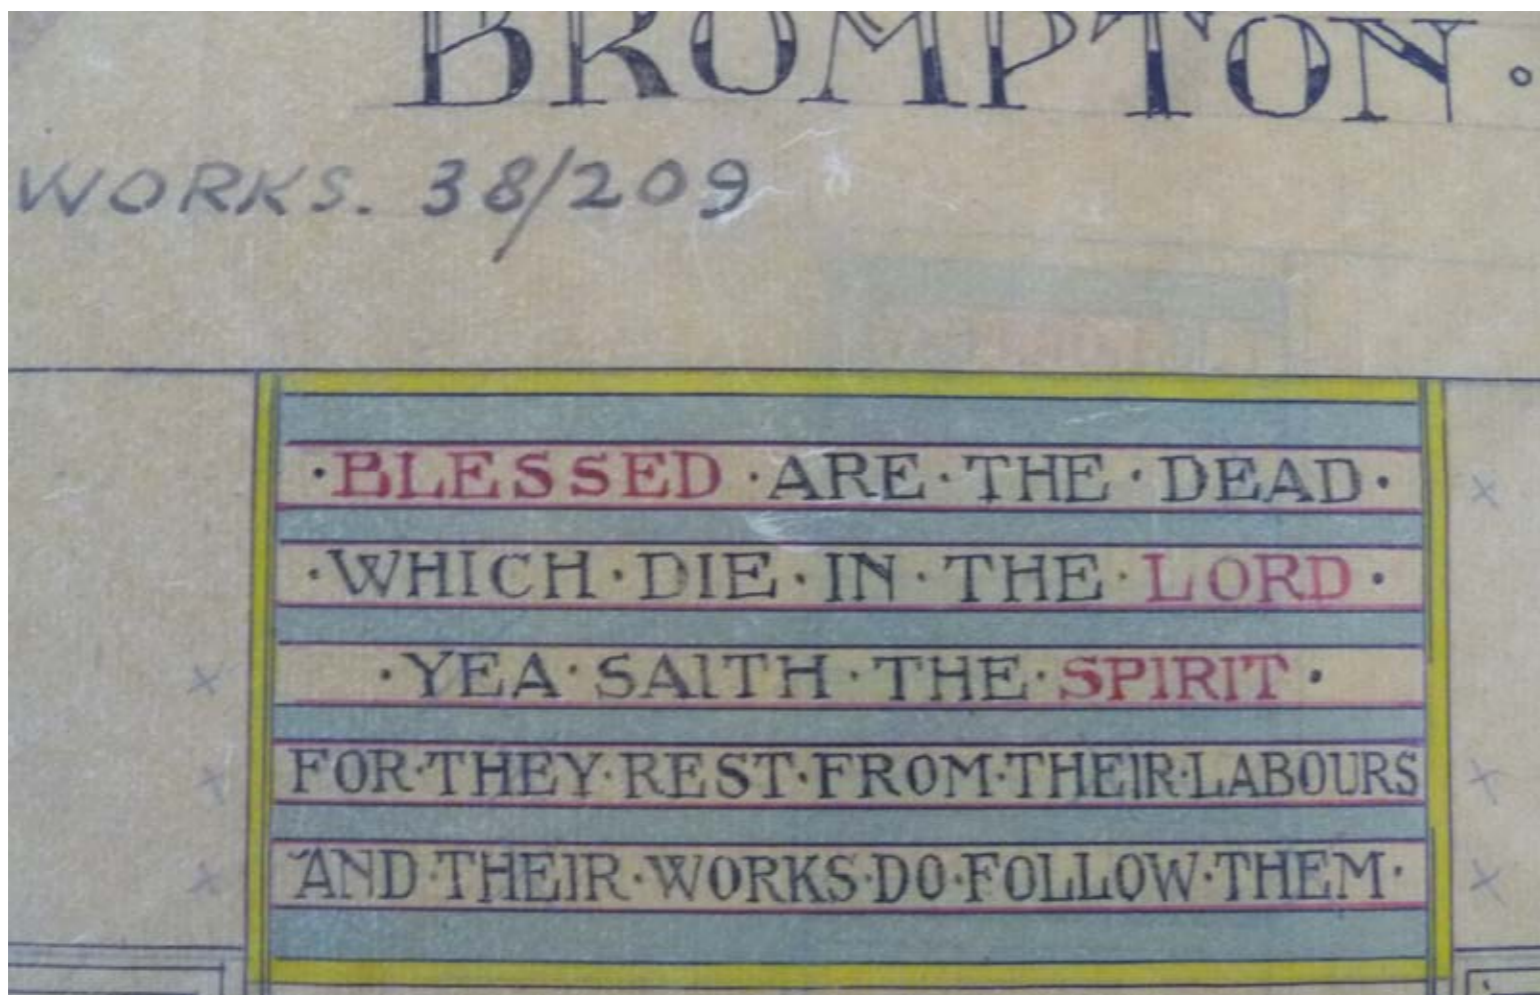 BROMPTON ·
WORKS. 38/209
· BLESSED · ARE · THE · DEAD ·
· WHICH · DIE · IN · THE · LORD ·
· YEA · SAITH · THE · SPIRIT ·
FOR · THEY · REST · FROM · THEIR · LABOURS
AND · THEIR · WORKS · DO · FOLLOW · THEM ·